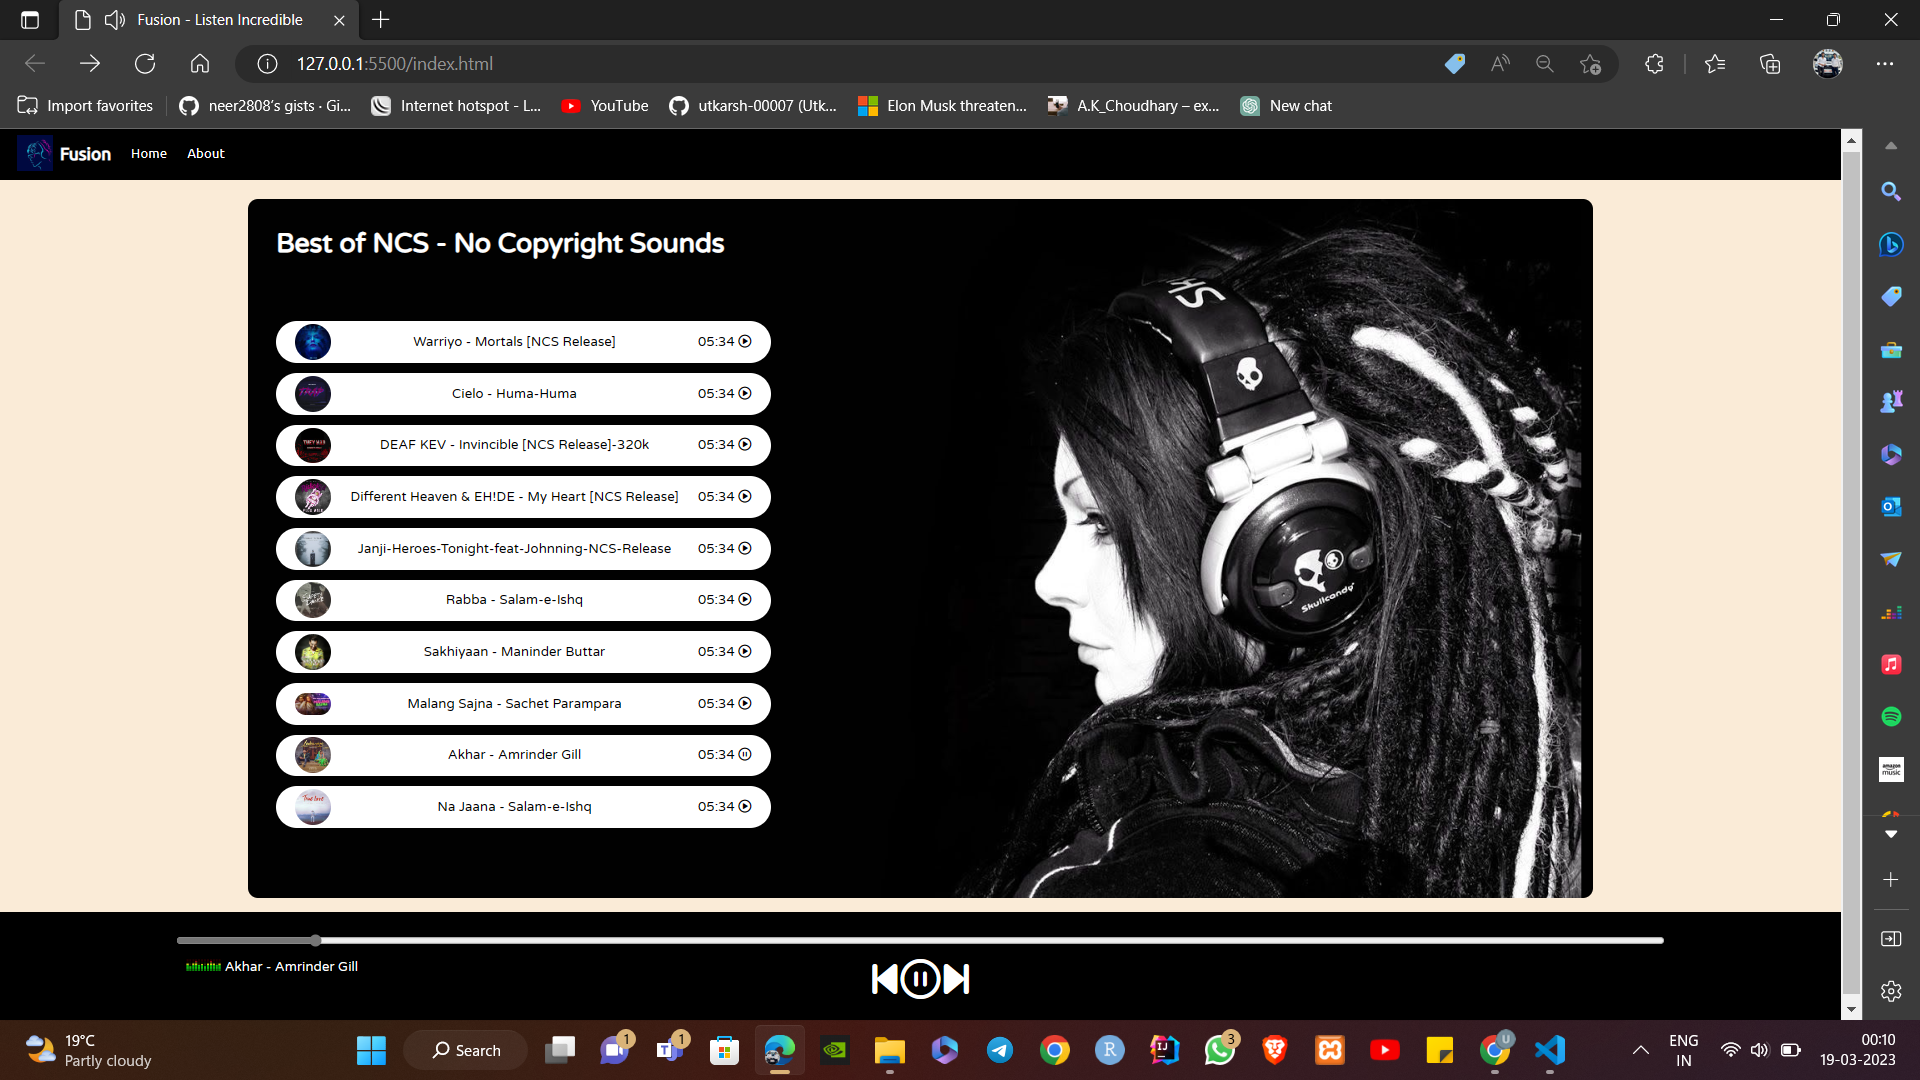 Fusion - Listen Incredible
127.0.0.1:5500/index.html
Import favorites
neer2808's gists · Gi...
Internet hotspot - L...
YouTube
utkarsh-00007 (Utk...
Elon Musk threaten...
A.K_Choudhary – ex...
New chat
Fusion
Home
About
Best of NCS - No Copyright Sounds
Warriyo - Mortals [NCS Release] 05:34
Cielo - Huma-Huma 05:34
DEAF KEV - Invincible [NCS Release]-320k 05:34
Different Heaven & EH!DE - My Heart [NCS Release] 05:34
Janji-Heroes-Tonight-feat-Johnning-NCS-Release 05:34
Rabba - Salam-e-Ishq 05:34
Sakhiyaan - Maninder Buttar 05:34
Malang Sajna - Sachet Parampara 05:34
Akhar - Amrinder Gill 05:34
Na Jaana - Salam-e-Ishq 05:34
Skullcandy
amazon music
Akhar - Amrinder Gill
19°C
Partly cloudy
Search
1
1
3
ENG
IN
00:10
19-03-2023